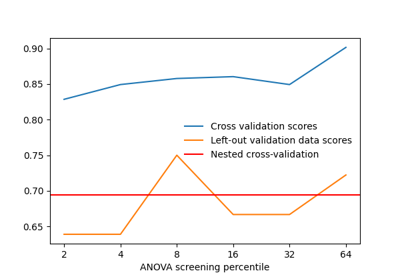 0.90
0.85
0.80
0.75
0.70
0.65
Cross validation scores
Left-out validation data scores
Nested cross-validation
2 4 8 16 32 64
ANOVA screening percentile